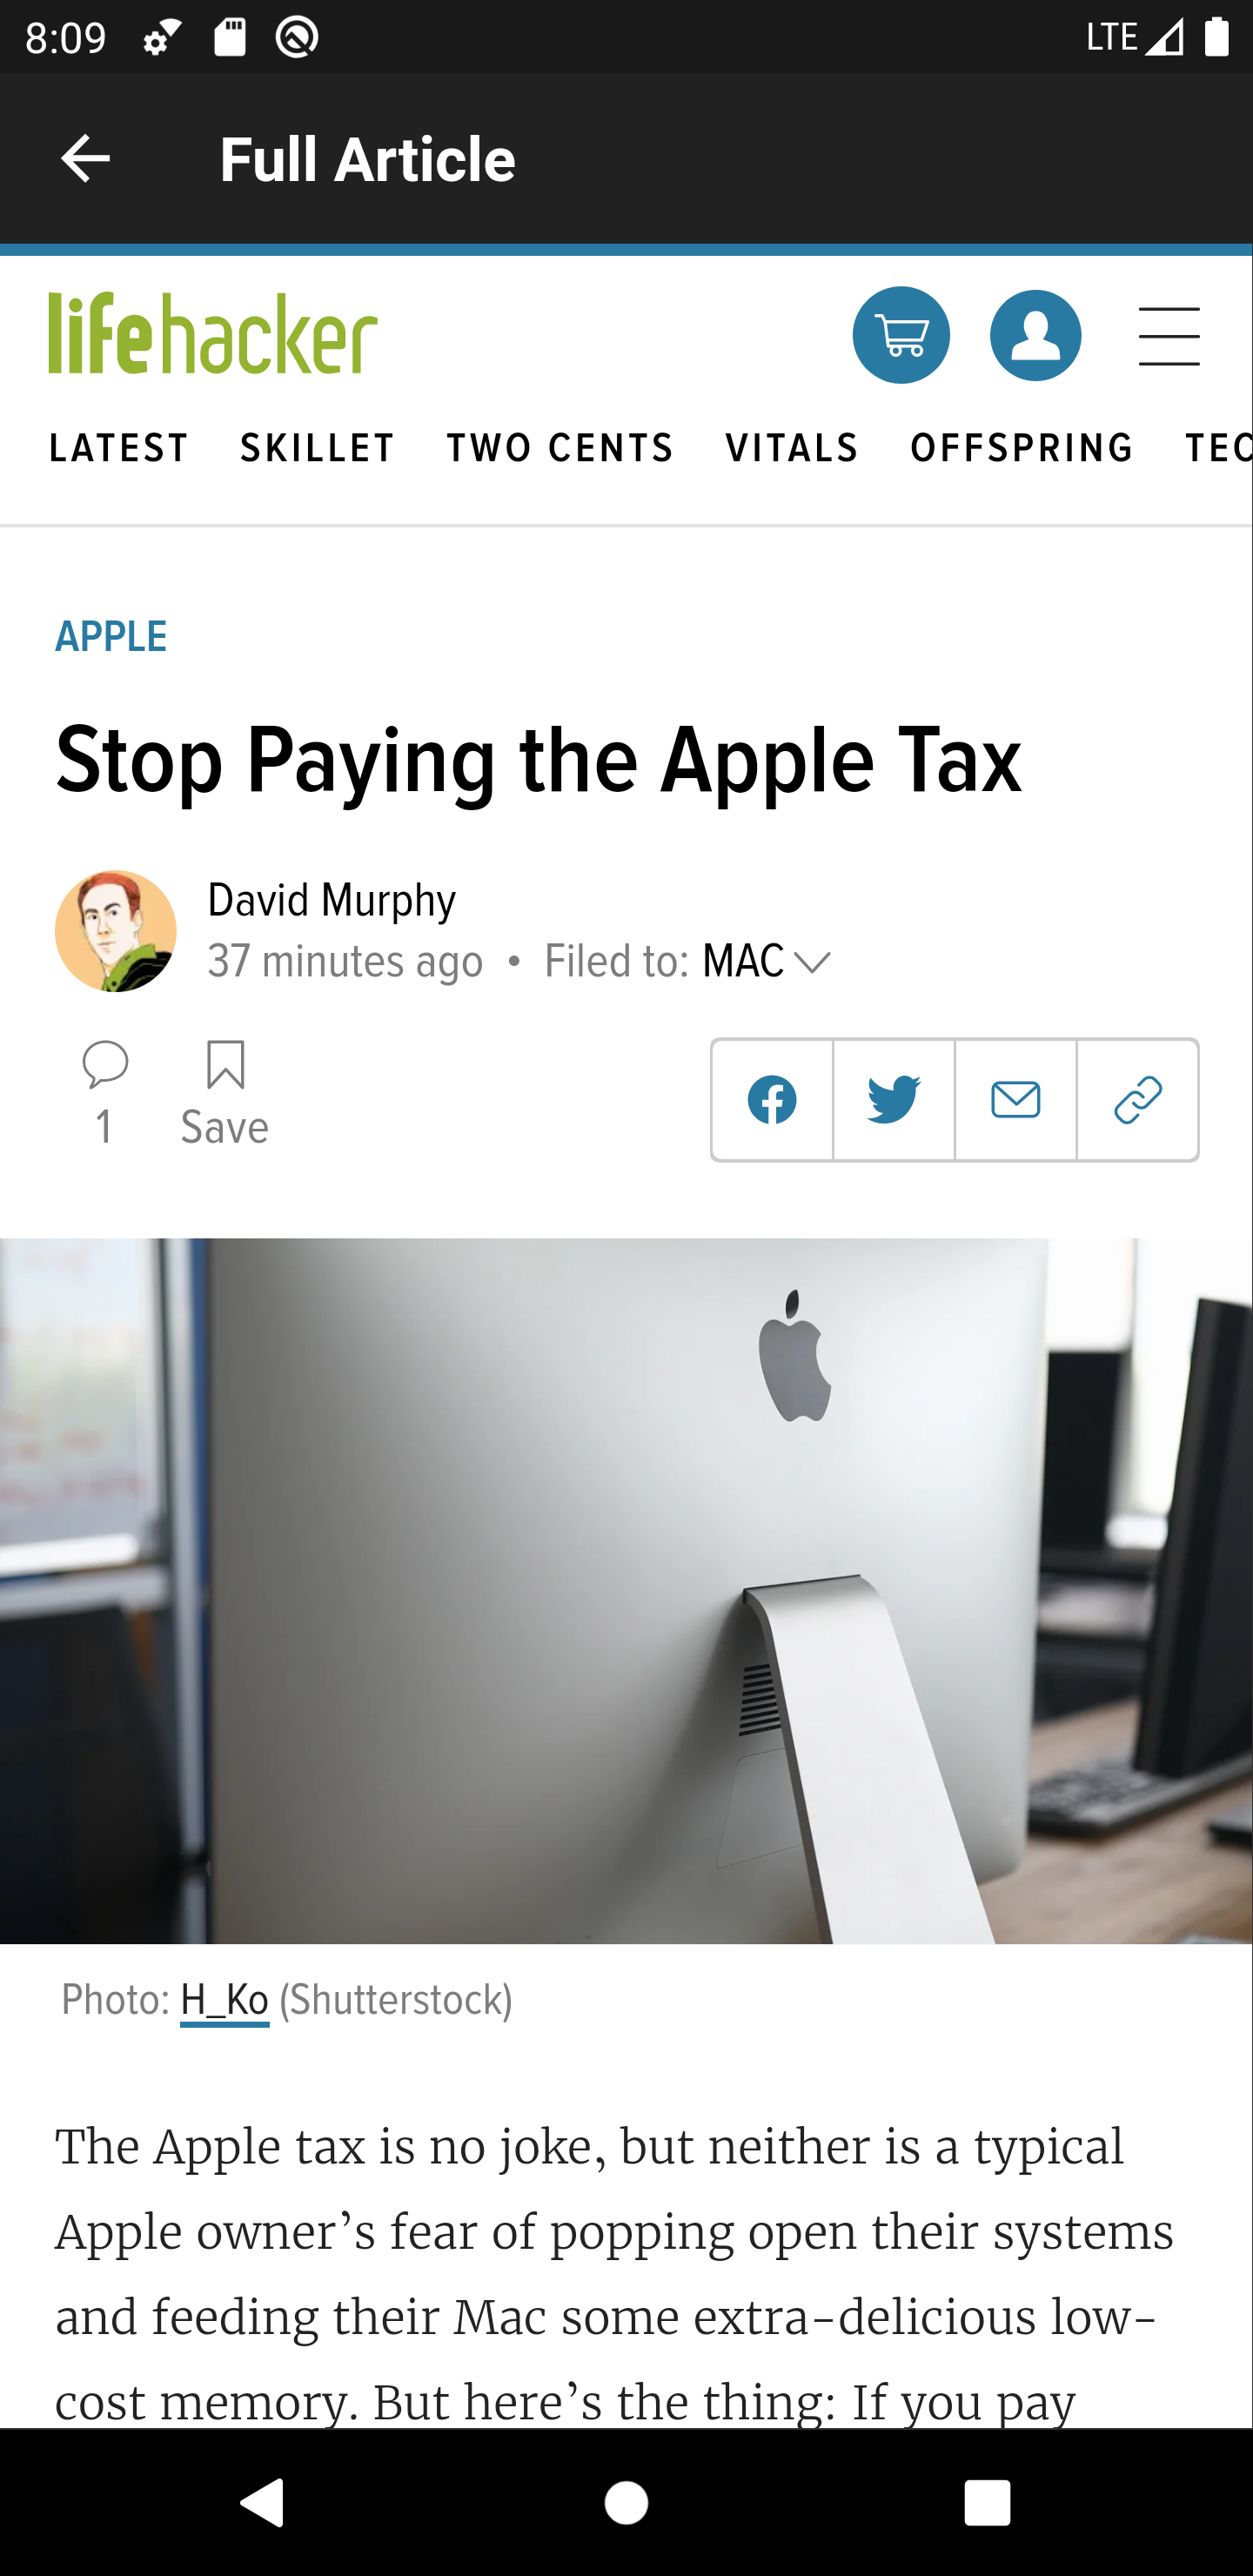 8:09 LTE
Full Article
lifehacker
LATEST SKILLET TWO CENTS VITALS OFFSPRING TEC
APPLE
Stop Paying the Apple Tax
David Murphy
37 minutes ago • Filed to: MAC
1 Save
Photo: H_Ko (Shutterstock)
The Apple tax is no joke, but neither is a typical
Apple owner’s fear of popping open their systems
and feeding their Mac some extra-delicious low-
cost memory. But here’s the thing: If you pay